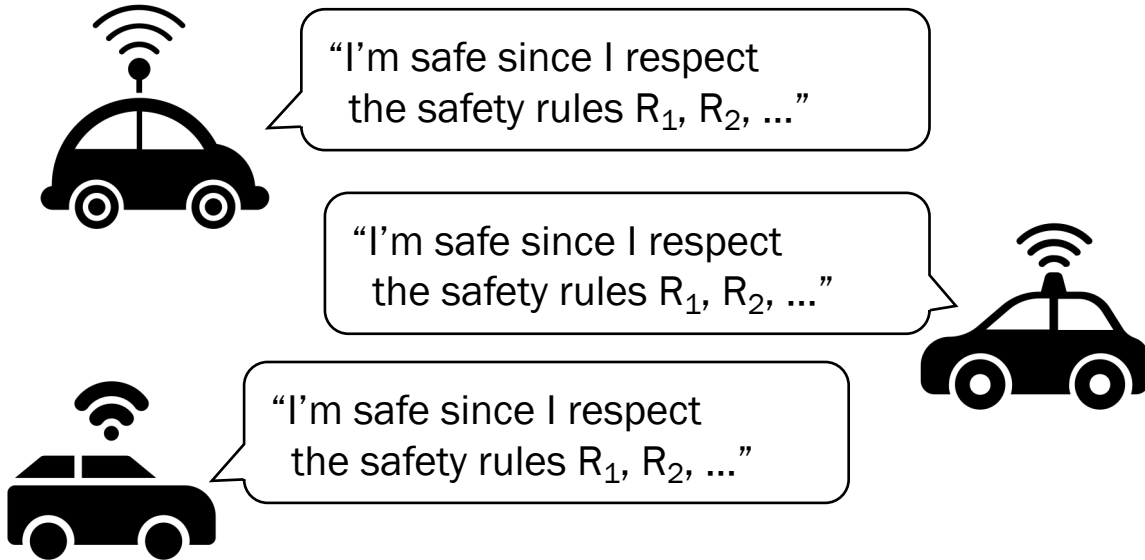 “I’m safe since I respect
the safety rules R₁, R₂, ...”
“I’m safe since I respect
the safety rules R₁, R₂, ...”
“I’m safe since I respect
the safety rules R₁, R₂, ...”